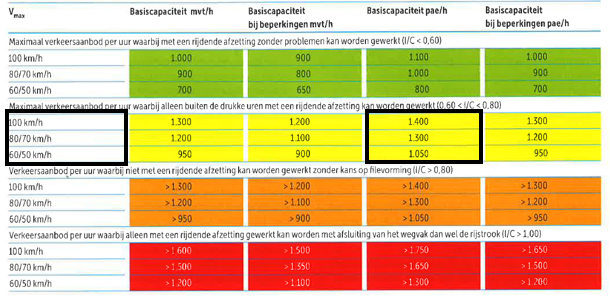 Vmax Basiscapaciteit mvt/h Basiscapaciteit bij beperkingen mvt/h Basiscapaciteit pae/h Basiscapaciteit bij beperkingen pae/h
Maximaal verkeersaanbod per uur waarbij met een rijdende afzetting zonder problemen kan worden gewerkt (I/C < 0,60)
100 km/h 1.000 900 1.100 1.000
80/70 km/h 900 800 1.000 900
60/50 km/h 700 650 800 700
Maximaal verkeersaanbod per uur waarbij alleen buiten de drukke uren met een rijdende afzetting kan worden gewerkt (0,60 < I/C < 0,80)
100 km/h 1.300 1.200 1.400 1.300
80/70 km/h 1.200 1.100 1.300 1.200
60/50 km/h 950 900 1.050 950
Verkeersaanbod per uur waarbij niet met een rijdende afzetting kan worden gewerkt zonder kans op filevorming (I/C > 0,80)
100 km/h >1.300 >1.200 >1.400 >1.300
80/70 km/h >1.200 >1.100 >1.300 >1.200
60/50 km/h >950 >900 >1.050 >950
Verkeersaanbod per uur waarbij alleen met een rijdende afzetting gewerkt kan worden met afsluiting van het wegvak dan wel de rijstrook (I/C > 1,00)
100 km/h >1.600 >1.500 >1.750 >1.650
80/70 km/h >1.500 >1.350 >1.650 >1.500
60/50 km/h >1.200 >1.100 >1.300 >1.200